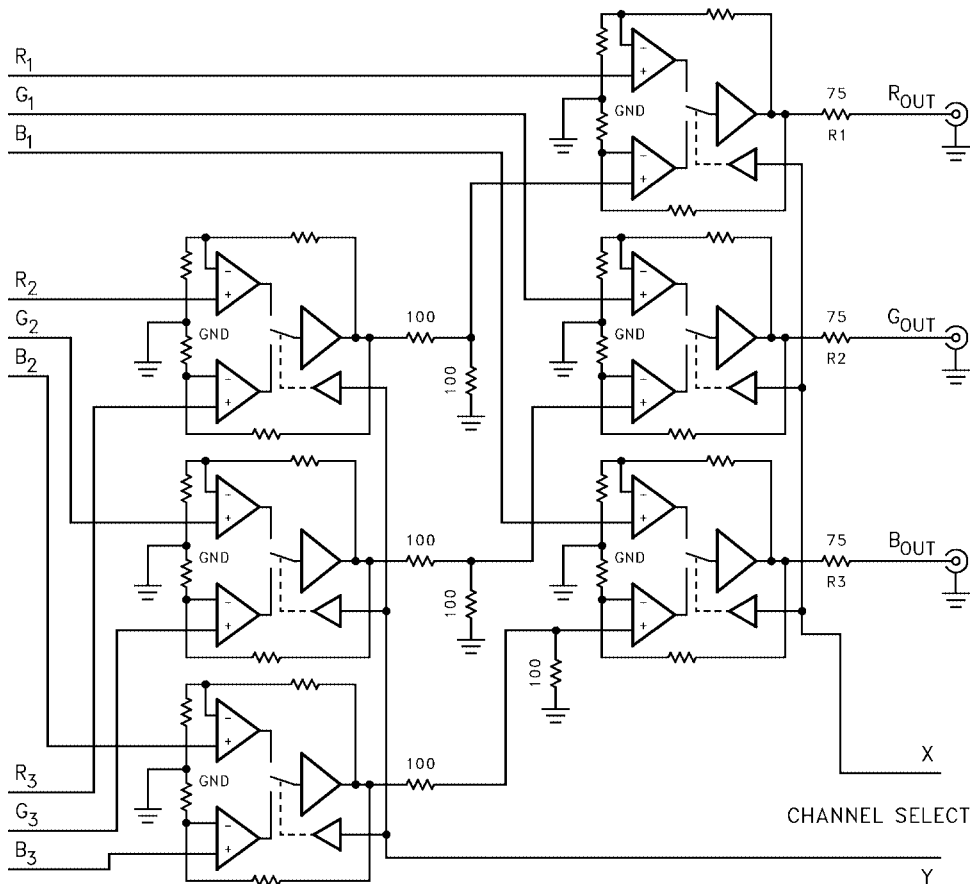 R1
G1
B1
GND
75
ROUT
R1
R2
G2
B2
GND
100
100
GND
75
GOUT
R2
GND
100
100
GND
75
BOUT
R3
GND
100
100
R3
G3
B3
X
CHANNEL SELECT
Y